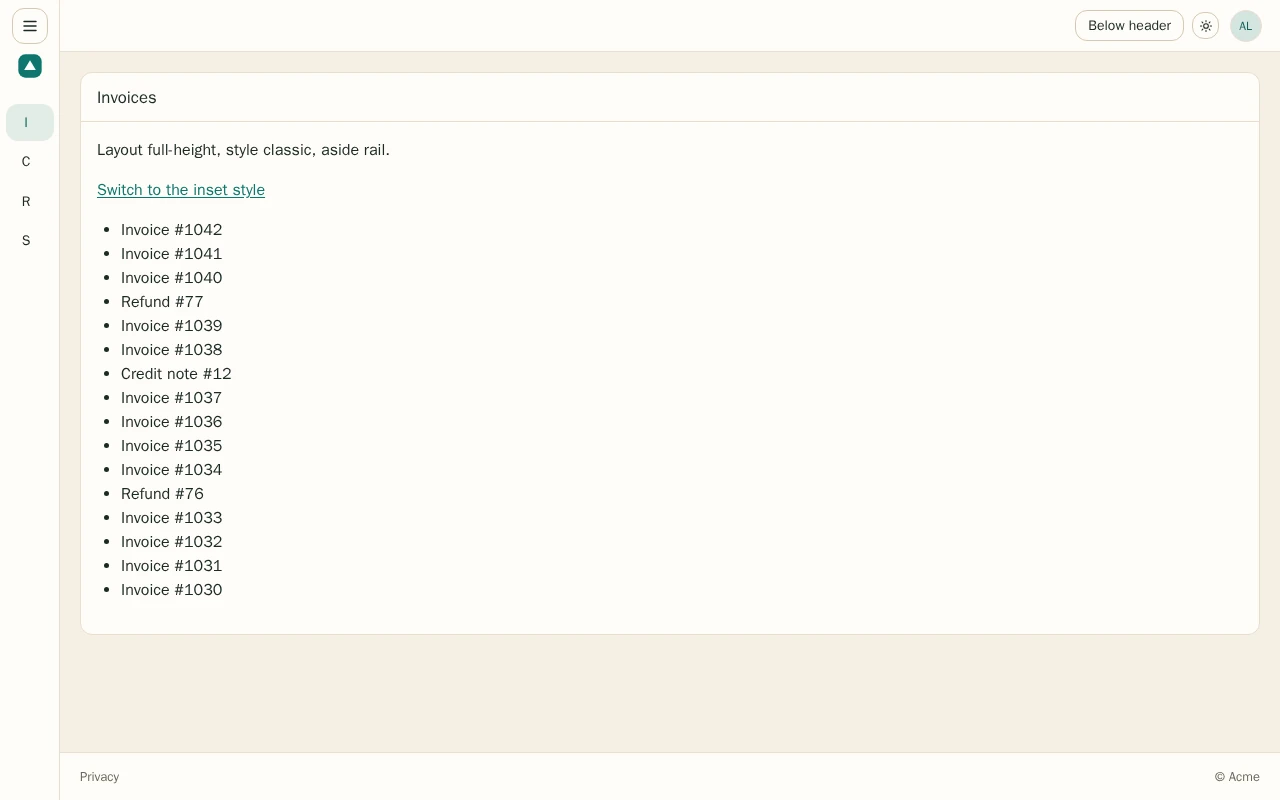 Below header
AL
I
C
R
S
Invoices
Layout full-height, style classic, aside rail.
Switch to the inset style
Invoice #1042
Invoice #1041
Invoice #1040
Refund #77
Invoice #1039
Invoice #1038
Credit note #12
Invoice #1037
Invoice #1036
Invoice #1035
Invoice #1034
Refund #76
Invoice #1033
Invoice #1032
Invoice #1031
Invoice #1030
Privacy
© Acme